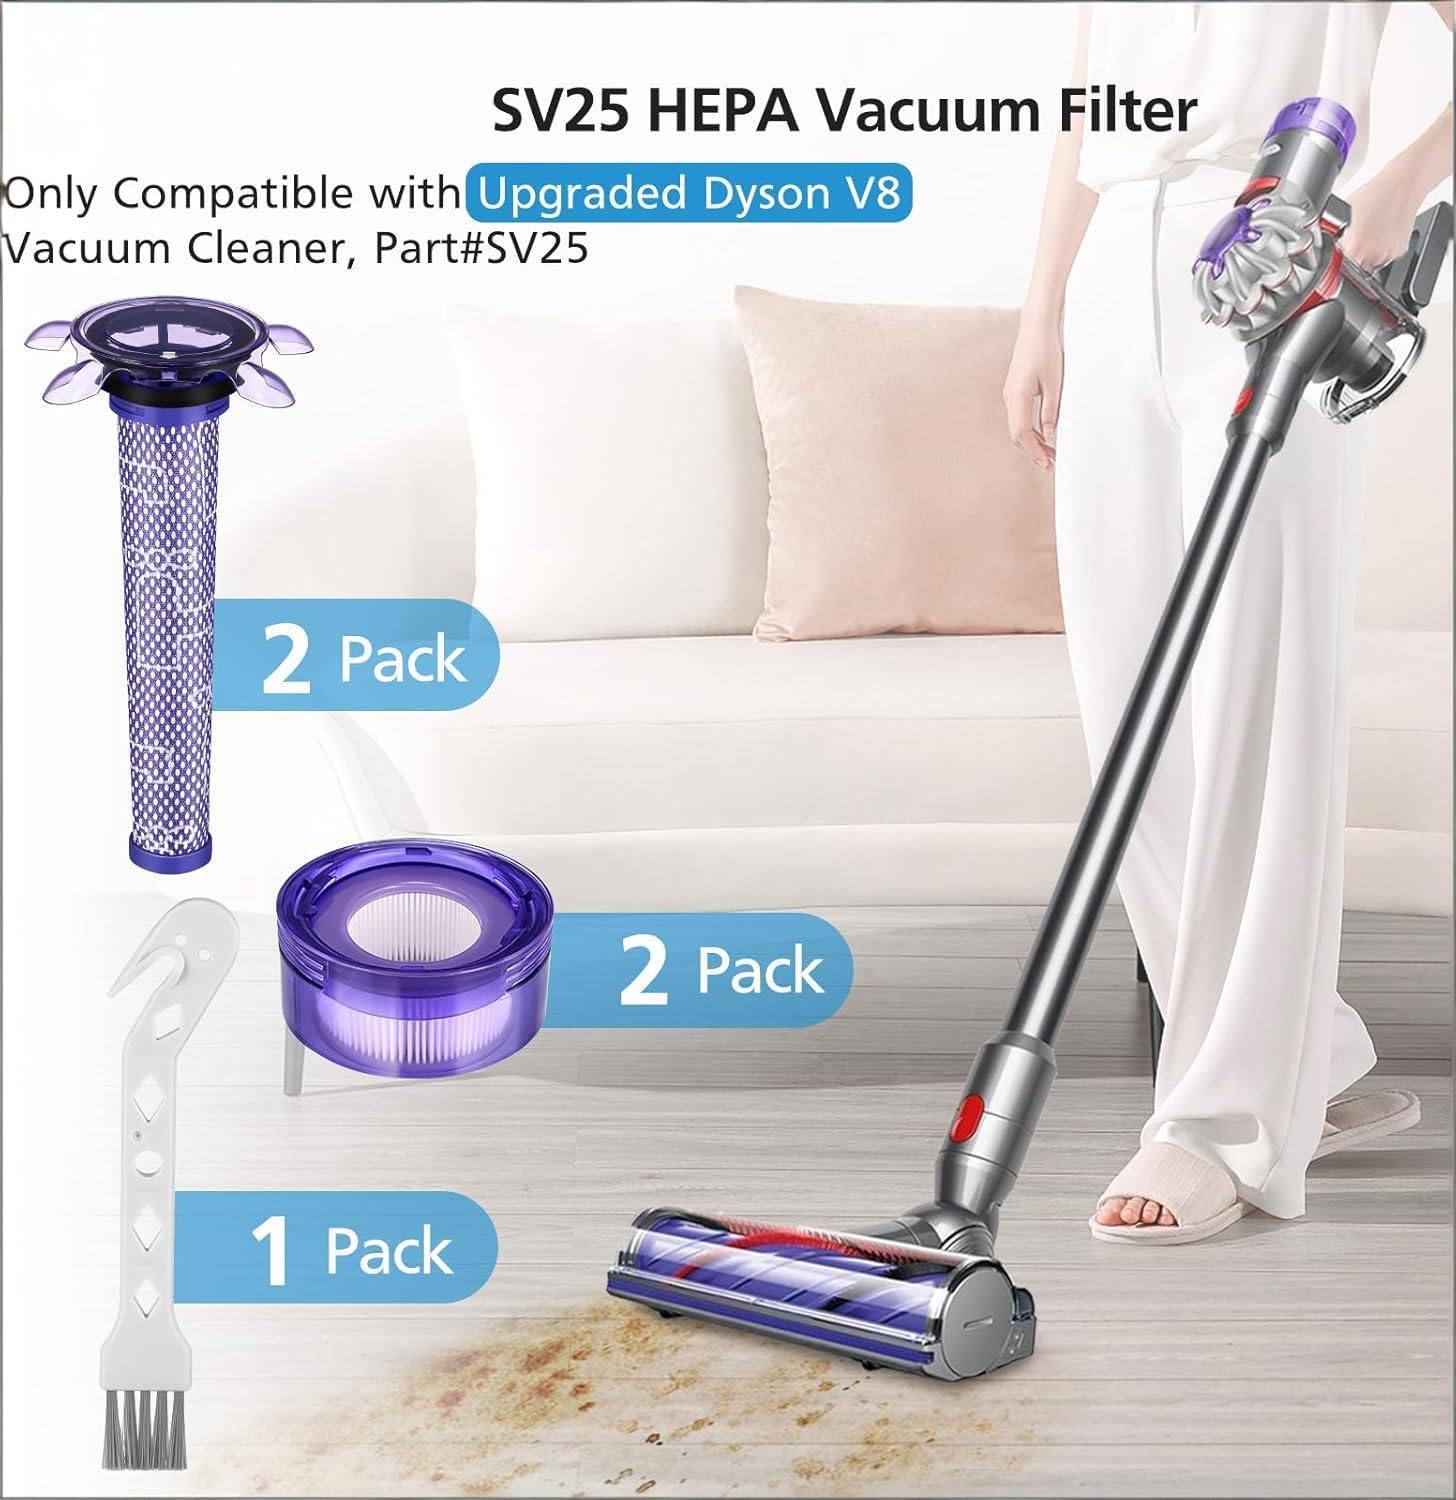 SV25 HEPA Vacuum Filter
Only Compatible with Upgraded Dyson V8
Vacuum Cleaner, Part#SV25
2 Pack
2 Pack
1 Pack